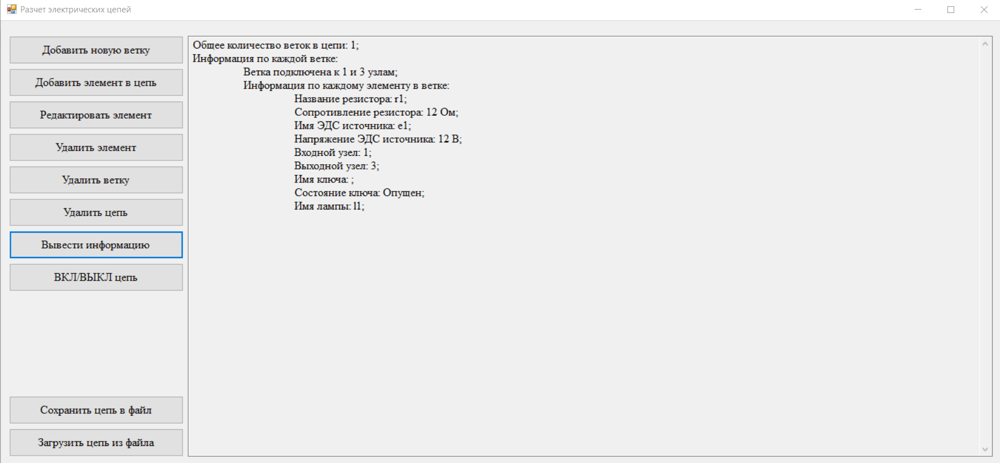 Разчет электрических цепей
Добавить новую ветку
Добавить элемент в цепь
Редактировать элемент
Удалить элемент
Удалить ветку
Удалить цепь
Вывести информацию
ВКЛ/ВЫКЛ цепь
Сохранить цепь в файл
Загрузить цепь из файла
Общее количество веток в цепи: 1;
Информация по каждой ветке:
Ветка подключена к 1 и 3 узлам;
Информация по каждому элементу в ветке:
Название резистора: r1;
Сопротивление резистора: 12 Ом;
Имя ЭДС источника: e1;
Напряжение ЭДС источника: 12 В;
Входной узел: 1;
Выходной узел: 3;
Имя ключа: ;
Состояние ключа: Опущен;
Имя лампы: l1;